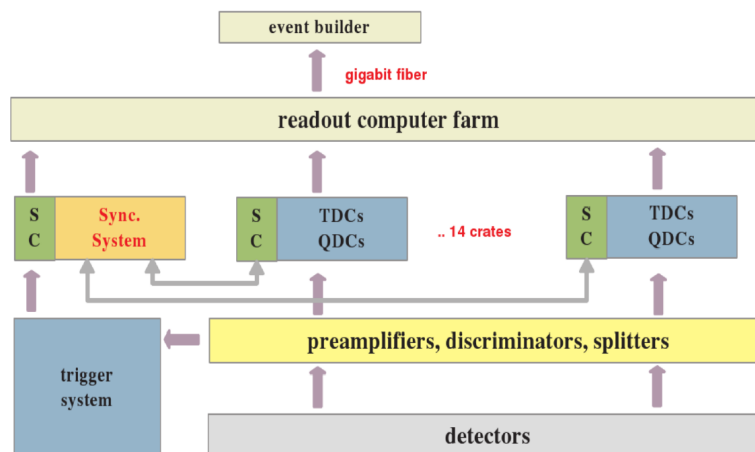 event builder
gigabit fiber
readout computer farm
S
C
Sync.
System
S
C
TDCs
QDCs
.. 14 crates
S
C
TDCs
QDCs
trigger
system
preamplifiers, discriminators, splitters
detectors